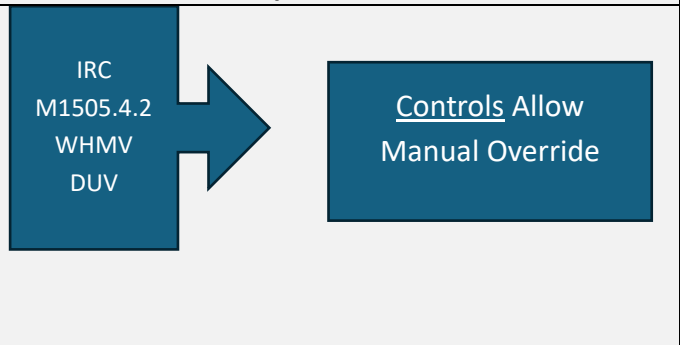 IRC
M1505.4.2
WHMV
DUV
Controls Allow
Manual Override